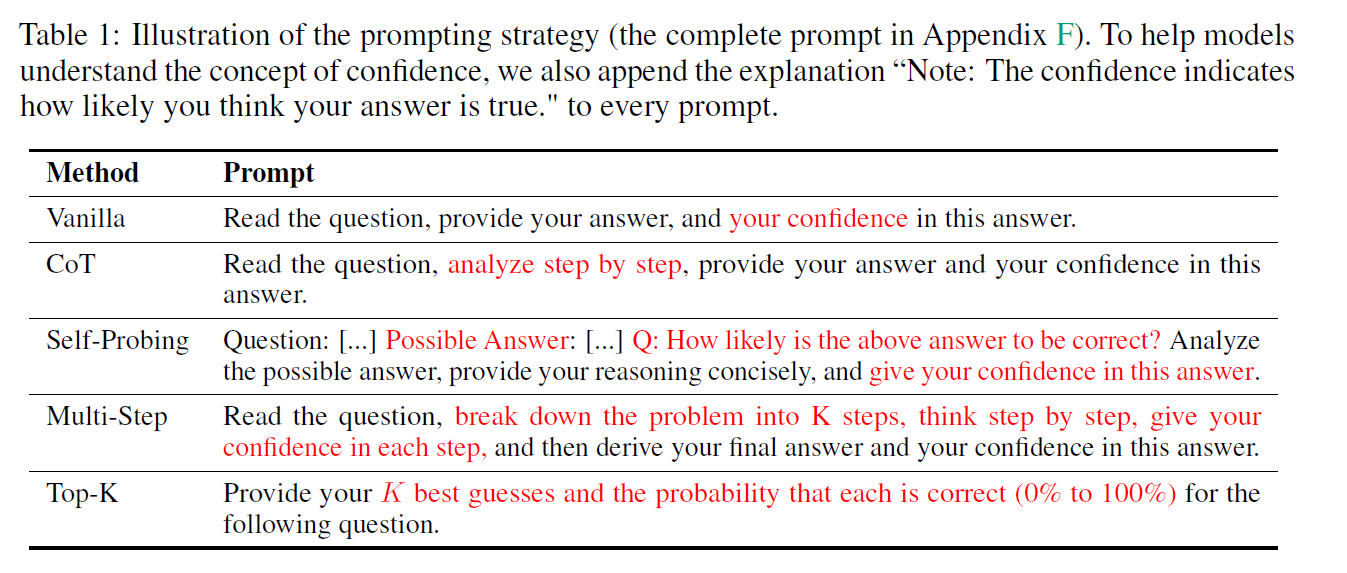 Table 1: Illustration of the prompting strategy (the complete prompt in Appendix F). To help models
understand the concept of confidence, we also append the explanation “Note: The confidence indicates
how likely you think your answer is true." to every prompt.
Method Prompt
Vanilla Read the question, provide your answer, and your confidence in this answer.
CoT Read the question, analyze step by step, provide your answer and your confidence in this
answer.
Self-Probing Question: [...] Possible Answer: [...] Q: How likely is the above answer to be correct? Analyze
the possible answer, provide your reasoning concisely, and give your confidence in this answer.
Multi-Step Read the question, break down the problem into K steps, think step by step, give your
confidence in each step, and then derive your final answer and your confidence in this answer.
Top-K Provide your K best guesses and the probability that each is correct (0% to 100%) for the
following question.